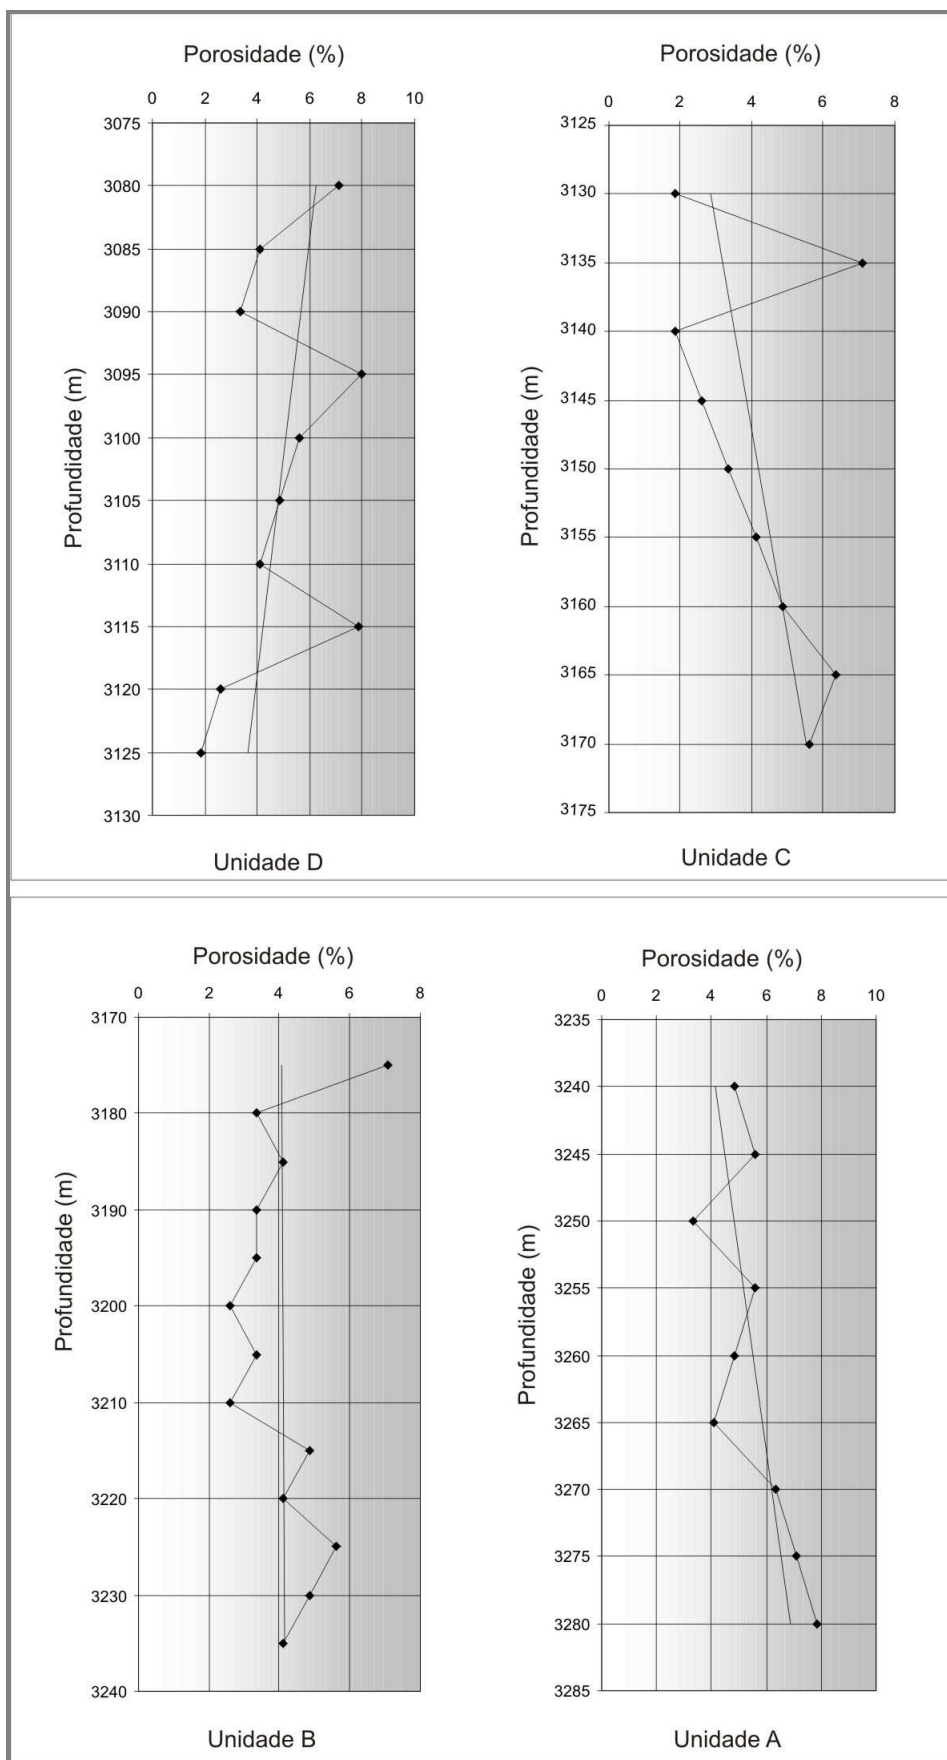 Porosidade (%)
0 2 4 6 8 10
3075
3080
3085
3090
3095
3100
3105
3110
3115
3120
3125
3130
Profundidade (m)
Unidade D
Porosidade (%)
0 2 4 6 8
3125
3130
3135
3140
3145
3150
3155
3160
3165
3170
3175
Profundidade (m)
Unidade C
Porosidade (%)
0 2 4 6 8
3170
3180
3190
3200
3210
3220
3230
3240
Profundidade (m)
Unidade B
Porosidade (%)
0 2 4 6 8 10
3235
3240
3245
3250
3255
3260
3265
3270
3275
3280
3285
Profundidade (m)
Unidade A